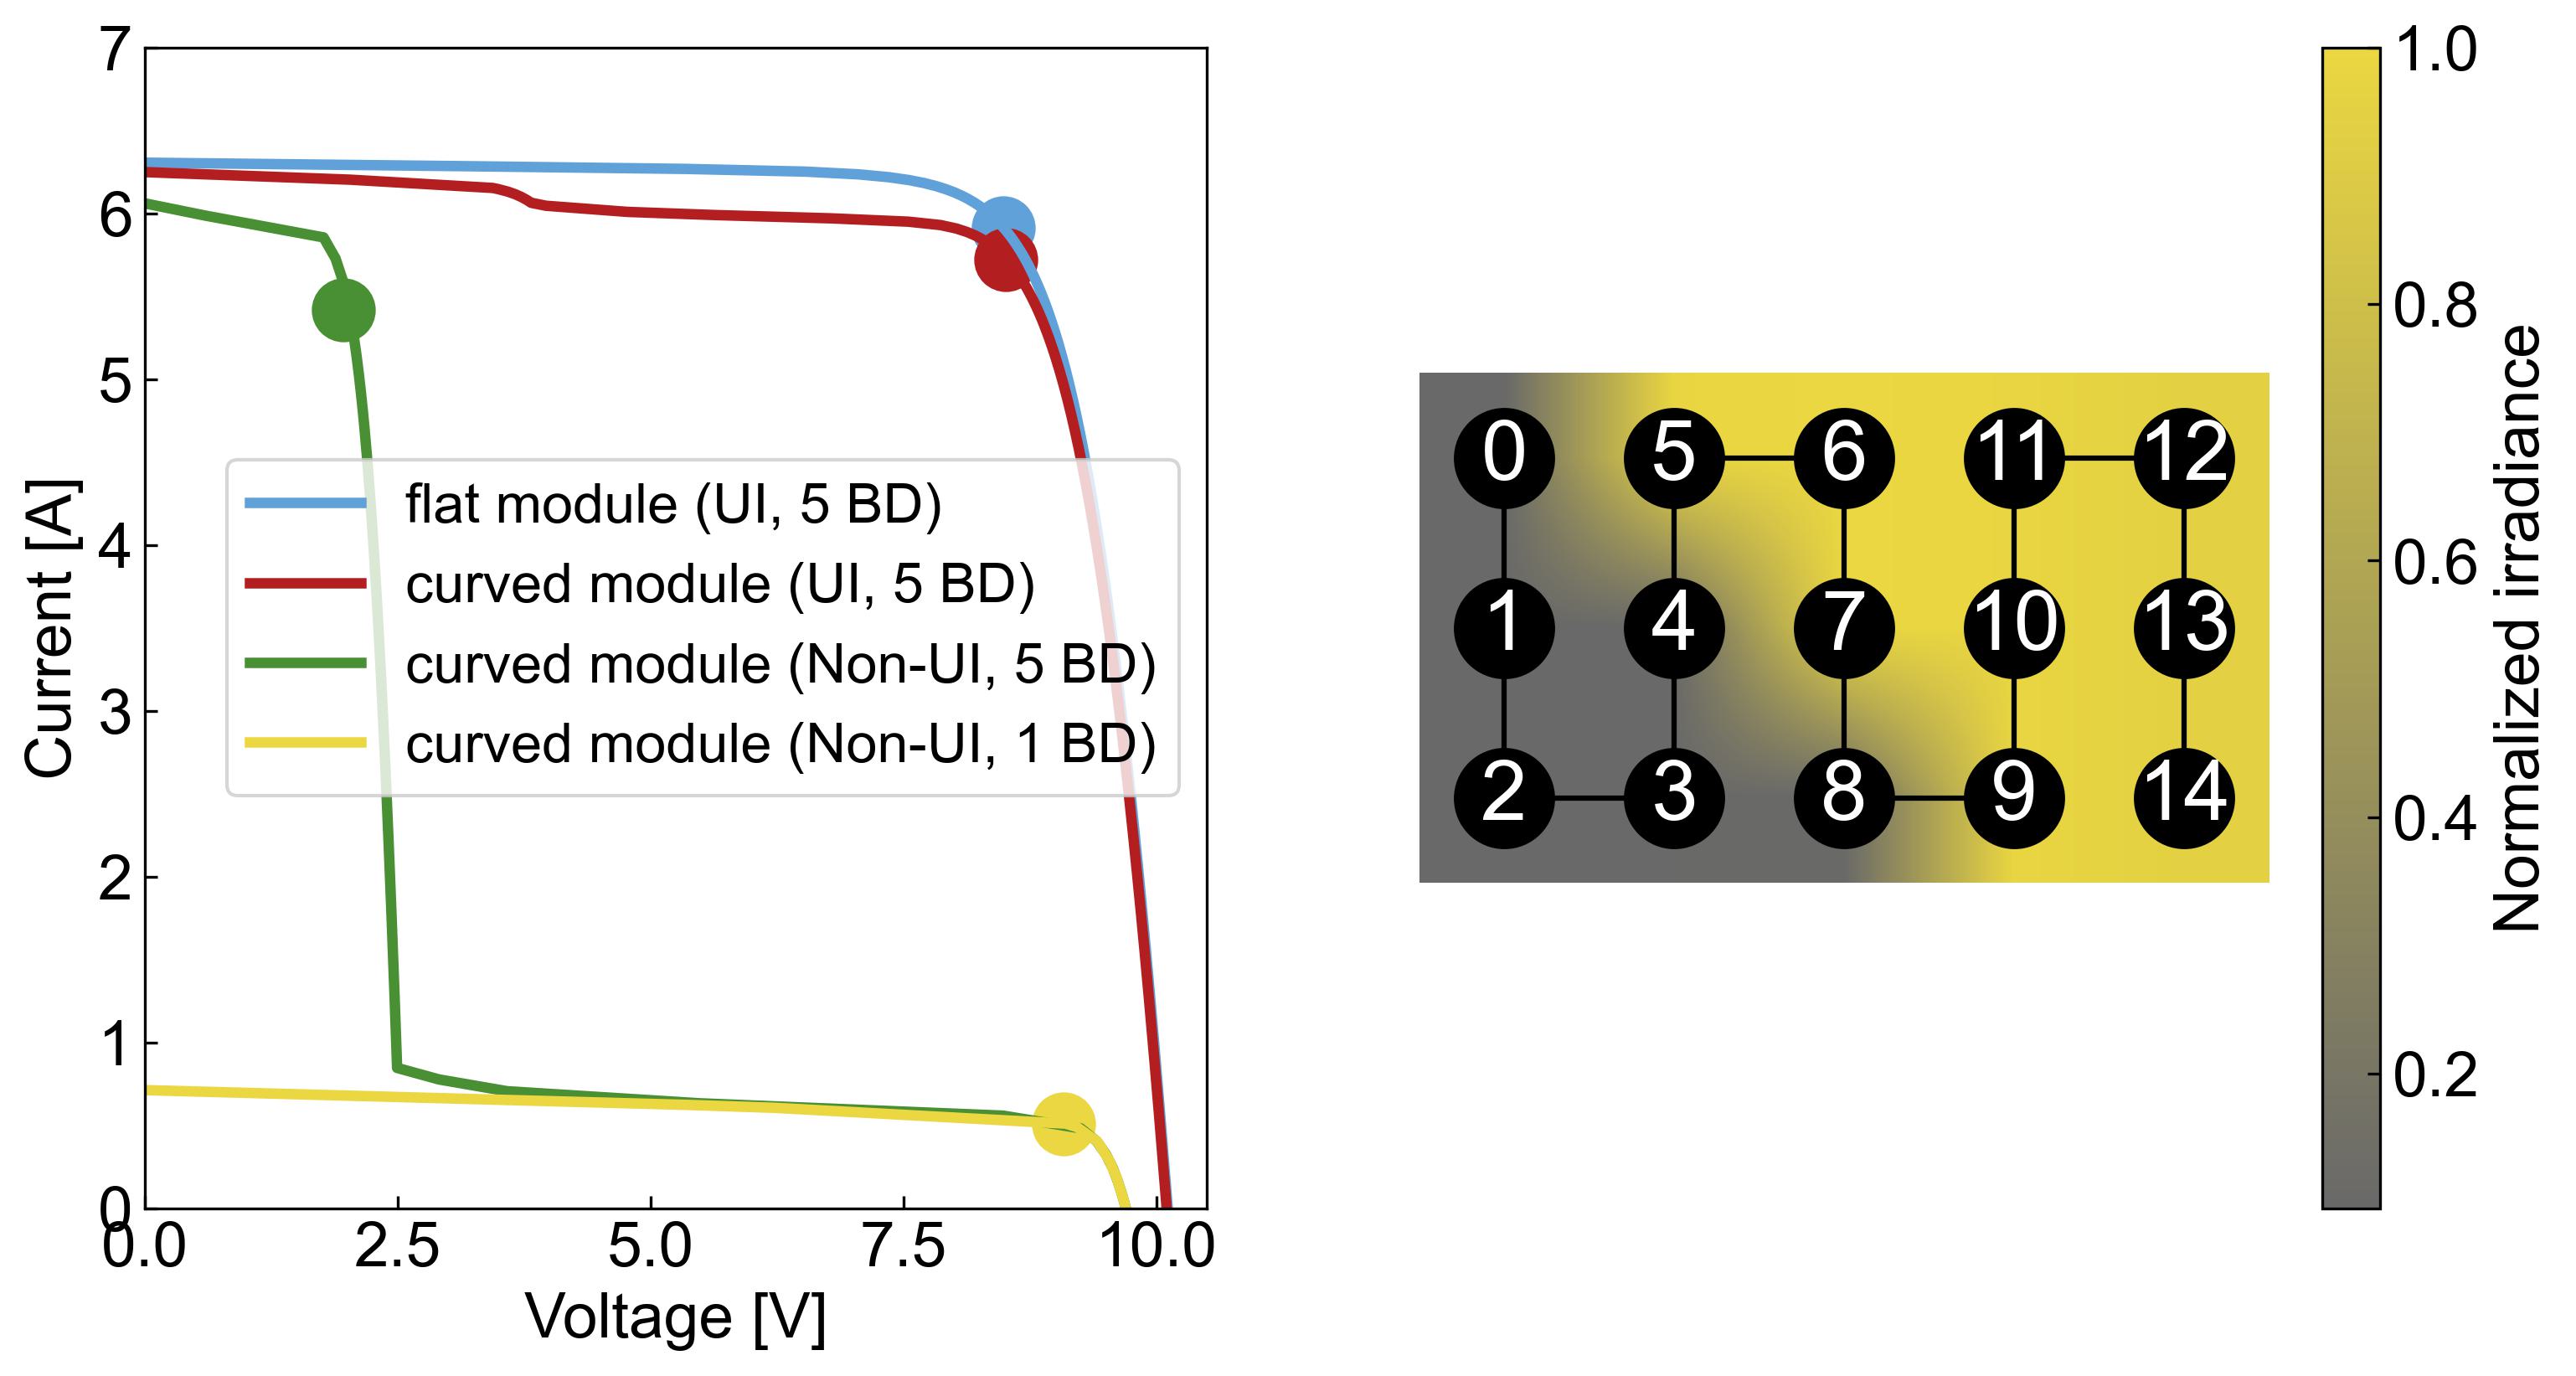 7
6
5
4
3
2
1
0
Current [A]
0.0 2.5 5.0 7.5 10.0
Voltage [V]
flat module (UI, 5 BD)
curved module (UI, 5 BD)
curved module (Non-UI, 5 BD)
curved module (Non-UI, 1 BD)
0 5 6 11 12
1 4 7 10 13
2 3 8 9 14
1.0
0.8
0.6
0.4
0.2
Normalized irradiance